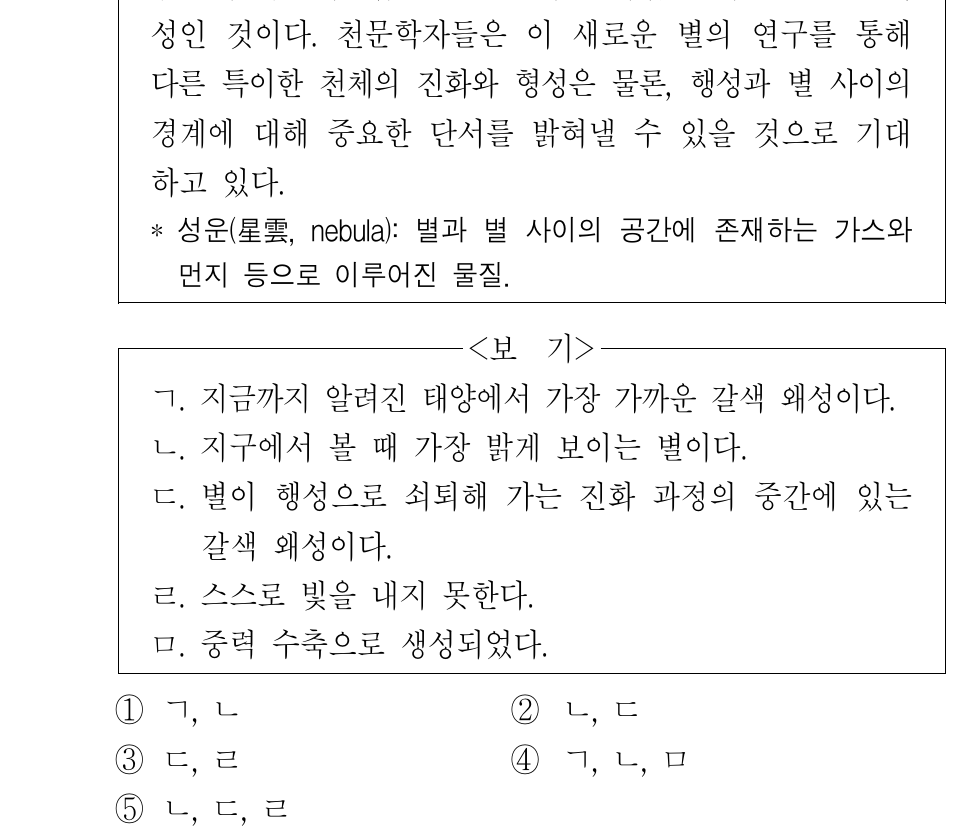 성인 것이다. 천문학자들은 이 새로운 별의 연구를 통해
다른 특이한 천체의 진화와 형성은 물론, 행성과 별 사이의
경계에 대해 중요한 단서를 밝혀낼 수 있을 것으로 기대
하고 있다.
* 성운(星雲, nebula): 별과 별 사이의 공간에 존재하는 가스와
먼지 등으로 이루어진 물질.
<보 기>
ㄱ. 지금까지 알려진 태양에서 가장 가까운 갈색 왜성이다.
ㄴ. 지구에서 볼 때 가장 밝게 보이는 별이다.
ㄷ. 별이 행성으로 쇠퇴해 가는 진화 과정의 중간에 있는
갈색 왜성이다.
ㄹ. 스스로 빛을 내지 못한다.
ㅁ. 중력 수축으로 생성되었다.
① ㄱ, ㄴ ② ㄴ, ㄷ
③ ㄷ, ㄹ ④ ㄱ, ㄴ, ㅁ
⑤ ㄴ, ㄷ, ㄹ